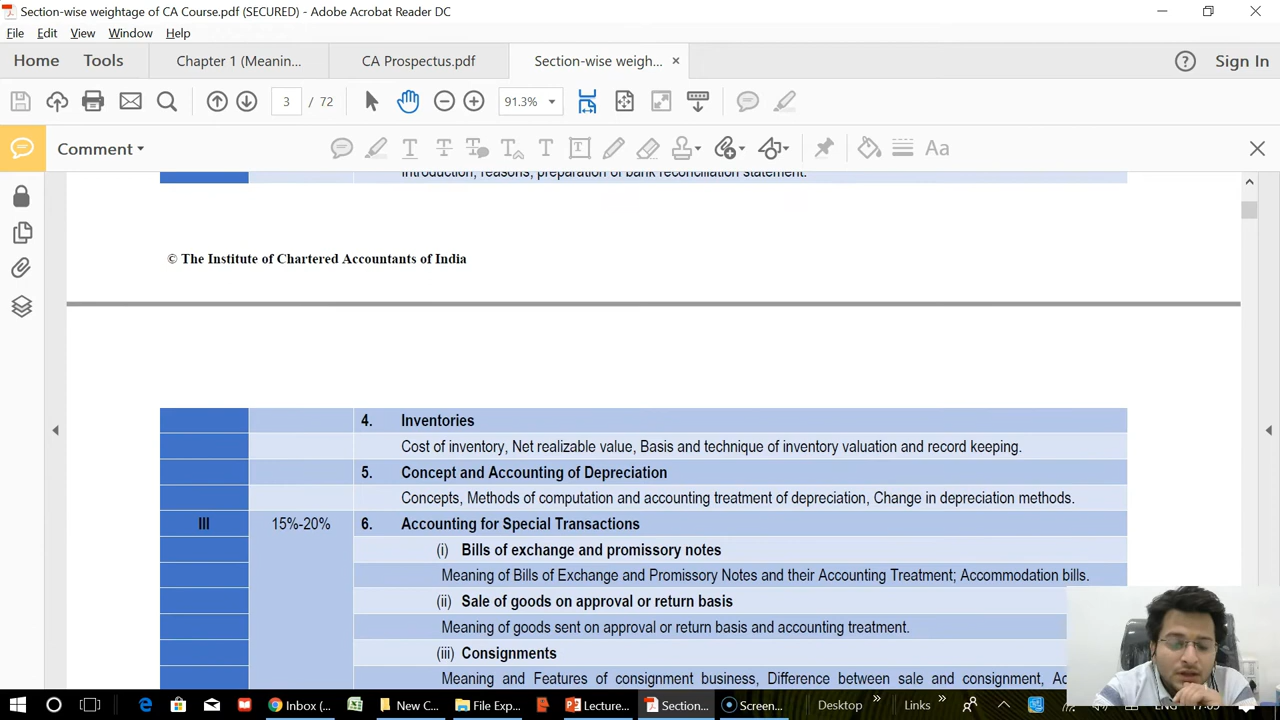 Section-wise weightage of CA Course.pdf (SECURED) - Adobe Acrobat Reader DC
File Edit View Window Help
Home Tools Chapter 1 (Meanin... CA Prospectus.pdf Section-wise weigh... × Sign In
3 / 72 91.3%
Comment
Introduction, reasons, preparation of bank reconciliation statement.
© The Institute of Chartered Accountants of India
4. Inventories
Cost of inventory, Net realizable value, Basis and technique of inventory valuation and record keeping.
5. Concept and Accounting of Depreciation
Concepts, Methods of computation and accounting treatment of depreciation, Change in depreciation methods.
III 15%-20% 6. Accounting for Special Transactions
(i) Bills of exchange and promissory notes
Meaning of Bills of Exchange and Promissory Notes and their Accounting Treatment; Accommodation bills.
(ii) Sale of goods on approval or return basis
Meaning of goods sent on approval or return basis and accounting treatment.
(iii) Consignments
Meaning and Features of consignment business, Difference between sale and consignment,
Inbox (... New C... File Exp... Lecture... Section... Screen... Desktop » Links »